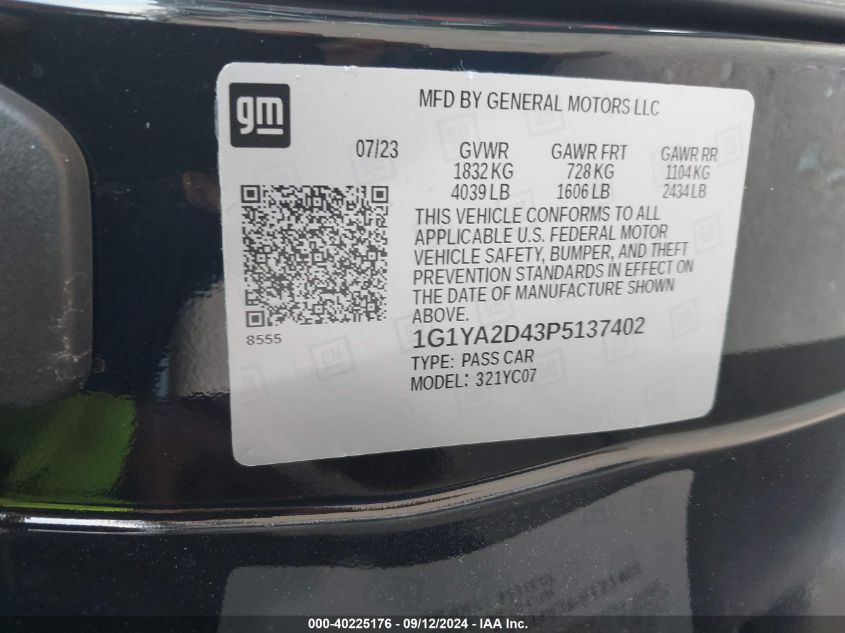 gm
MFD BY GENERAL MOTORS LLC
07/23 GVWR GAWR FRT GAWR RR
1832 KG 728 KG 1104 KG
4039 LB 1606 LB 2434 LB
THIS VEHICLE CONFORMS TO ALL
APPLICABLE U.S. FEDERAL MOTOR
VEHICLE SAFETY, BUMPER, AND THEFT
PREVENTION STANDARDS IN EFFECT ON
THE DATE OF MANUFACTURE SHOWN
ABOVE.
8555
1G1YA2D43P5137402
TYPE: PASS CAR
MODEL: 321YC07
000-40225176 - 09/12/2024 - IAAI.COM